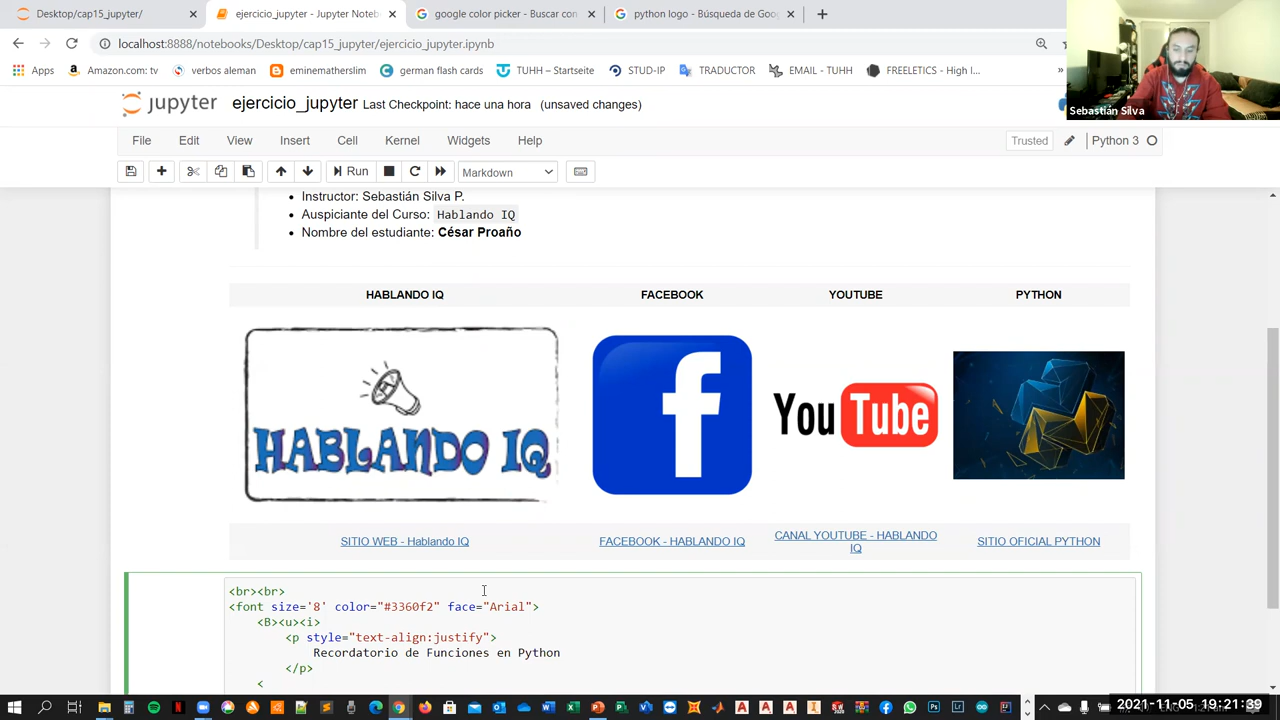 Desktop/cap15_jupyter/
ejercicio_jupyter - Jupyter Noteb
google color picker - Buscar con
python logo - Búsqueda de Goog
localhost:8888/notebooks/Desktop/cap15_jupyter/ejercicio_jupyter.ipynb
Apps
Amazon.com: tv
verbos aleman
eminematherslim
german flash cards
TUHH – Startseite
STUD-IP
TRADUCTOR
EMAIL - TUHH
FREELETICS - High I...
Sebastián Silva
jupyter
ejercicio_jupyter
Last Checkpoint: hace una hora
(unsaved changes)
File
Edit
View
Insert
Cell
Kernel
Widgets
Help
Trusted
Python 3
Run
Markdown
Instructor: Sebastián Silva P.
Auspiciante del Curso: Hablando IQ
Nombre del estudiante: César Proaño
HABLANDO IQ
FACEBOOK
YOUTUBE
PYTHON
HABLANDO IQ
f
You Tube
SITIO WEB - Hablando IQ
FACEBOOK - HABLANDO IQ
CANAL YOUTUBE - HABLANDO
IQ
SITIO OFICIAL PYTHON
<br><br>
<font size='8' color="#3360f2" face="Arial">
<B><u><i>
<p style="text-align:justify">
Recordatorio de Funciones en Python
</p>
<
2021-11-05 19:21:39